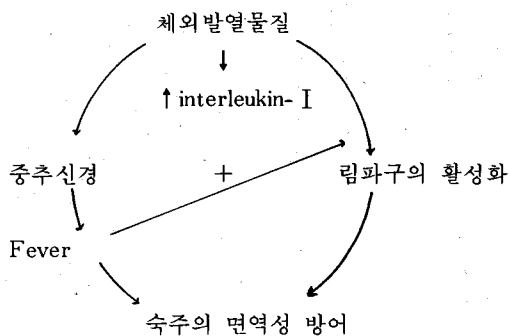 체외발열물질
↑ interleukin-I
중추신경
+
림파구의 활성화
Fever
숙주의 면역성 방어